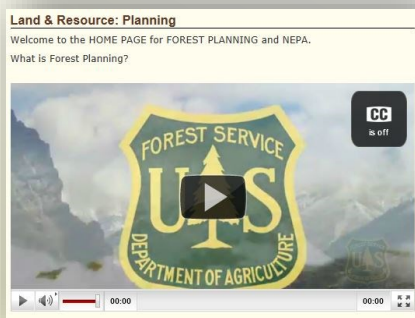 Land & Resource: Planning
Welcome to the HOME PAGE for FOREST PLANNING and NEPA.
What is Forest Planning?
CC
is off
FOREST SERVICE
U S
DEPARTMENT OF AGRICULTURE
00:00
00:00